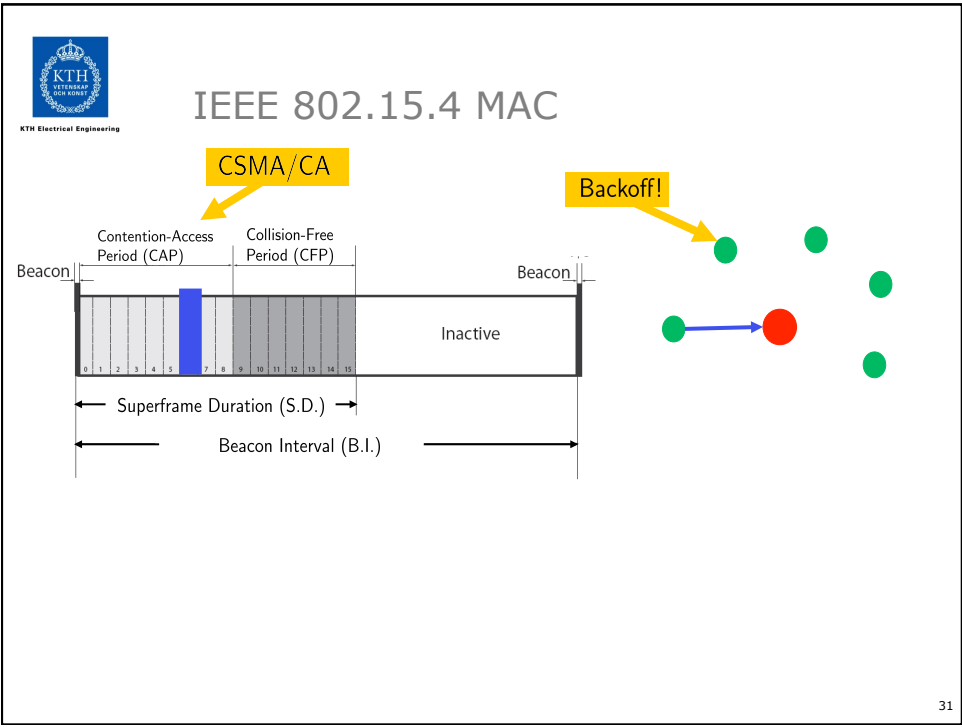 KTH
VETENSKAP
OCH KONST
KTH Electrical Engineering
IEEE 802.15.4 MAC
CSMA/CA
Backoff!
Contention-Access
Period (CAP)
Collision-Free
Period (CFP)
Beacon
Beacon
Inactive
0 1 2 3 4 5 7 8 9 10 11 12 13 14 15
Superframe Duration (S.D.)
Beacon Interval (B.I.)
31